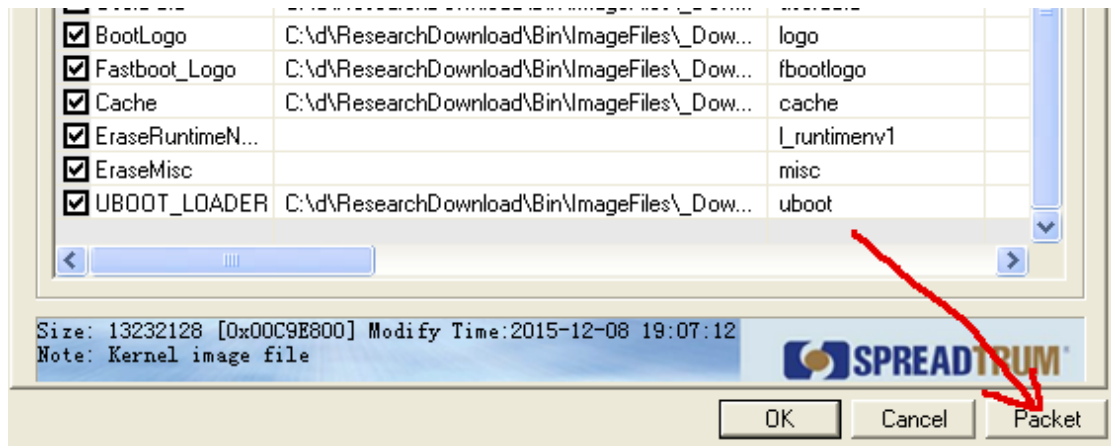 BootLogo C:\d\ResearchDownload\Bin\ImageFiles\_Dow... logo
Fastboot_Logo C:\d\ResearchDownload\Bin\ImageFiles\_Dow... fbootlogo
Cache C:\d\ResearchDownload\Bin\ImageFiles\_Dow... cache
EraseRuntimeN... l_runtimenv1
EraseMisc misc
UBOOT_LOADER C:\d\ResearchDownload\Bin\ImageFiles\_Dow... uboot
Size: 13232128 [0x00C9E800] Modify Time:2015-12-08 19:07:12
Note: Kernel image file
SPREADTRUM
OK Cancel Packet